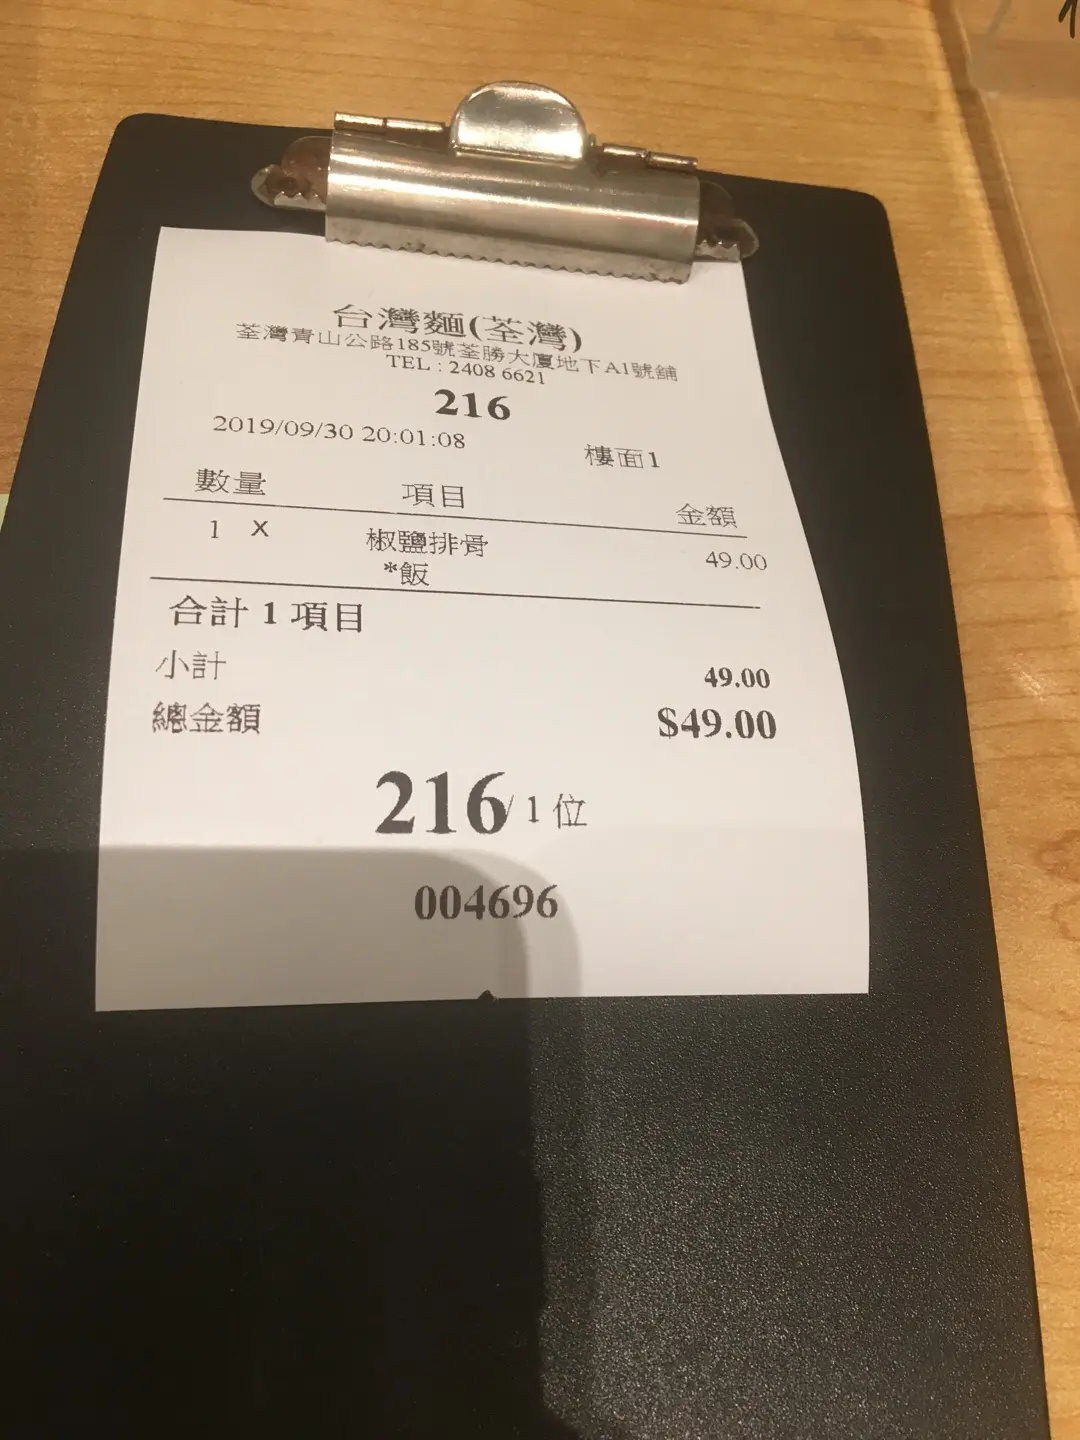 台灣麵(荃灣)
荃灣青山公路185號荃勝大廈地下A1號舖
TEL : 2408 6621
216
2019/09/30 20:01:08 樓面1
數量 項目 金額
1 X 椒鹽排骨 49.00
*飯
合計 1 項目
小計 49.00
總金額 $49.00
216/ 1 位
004696